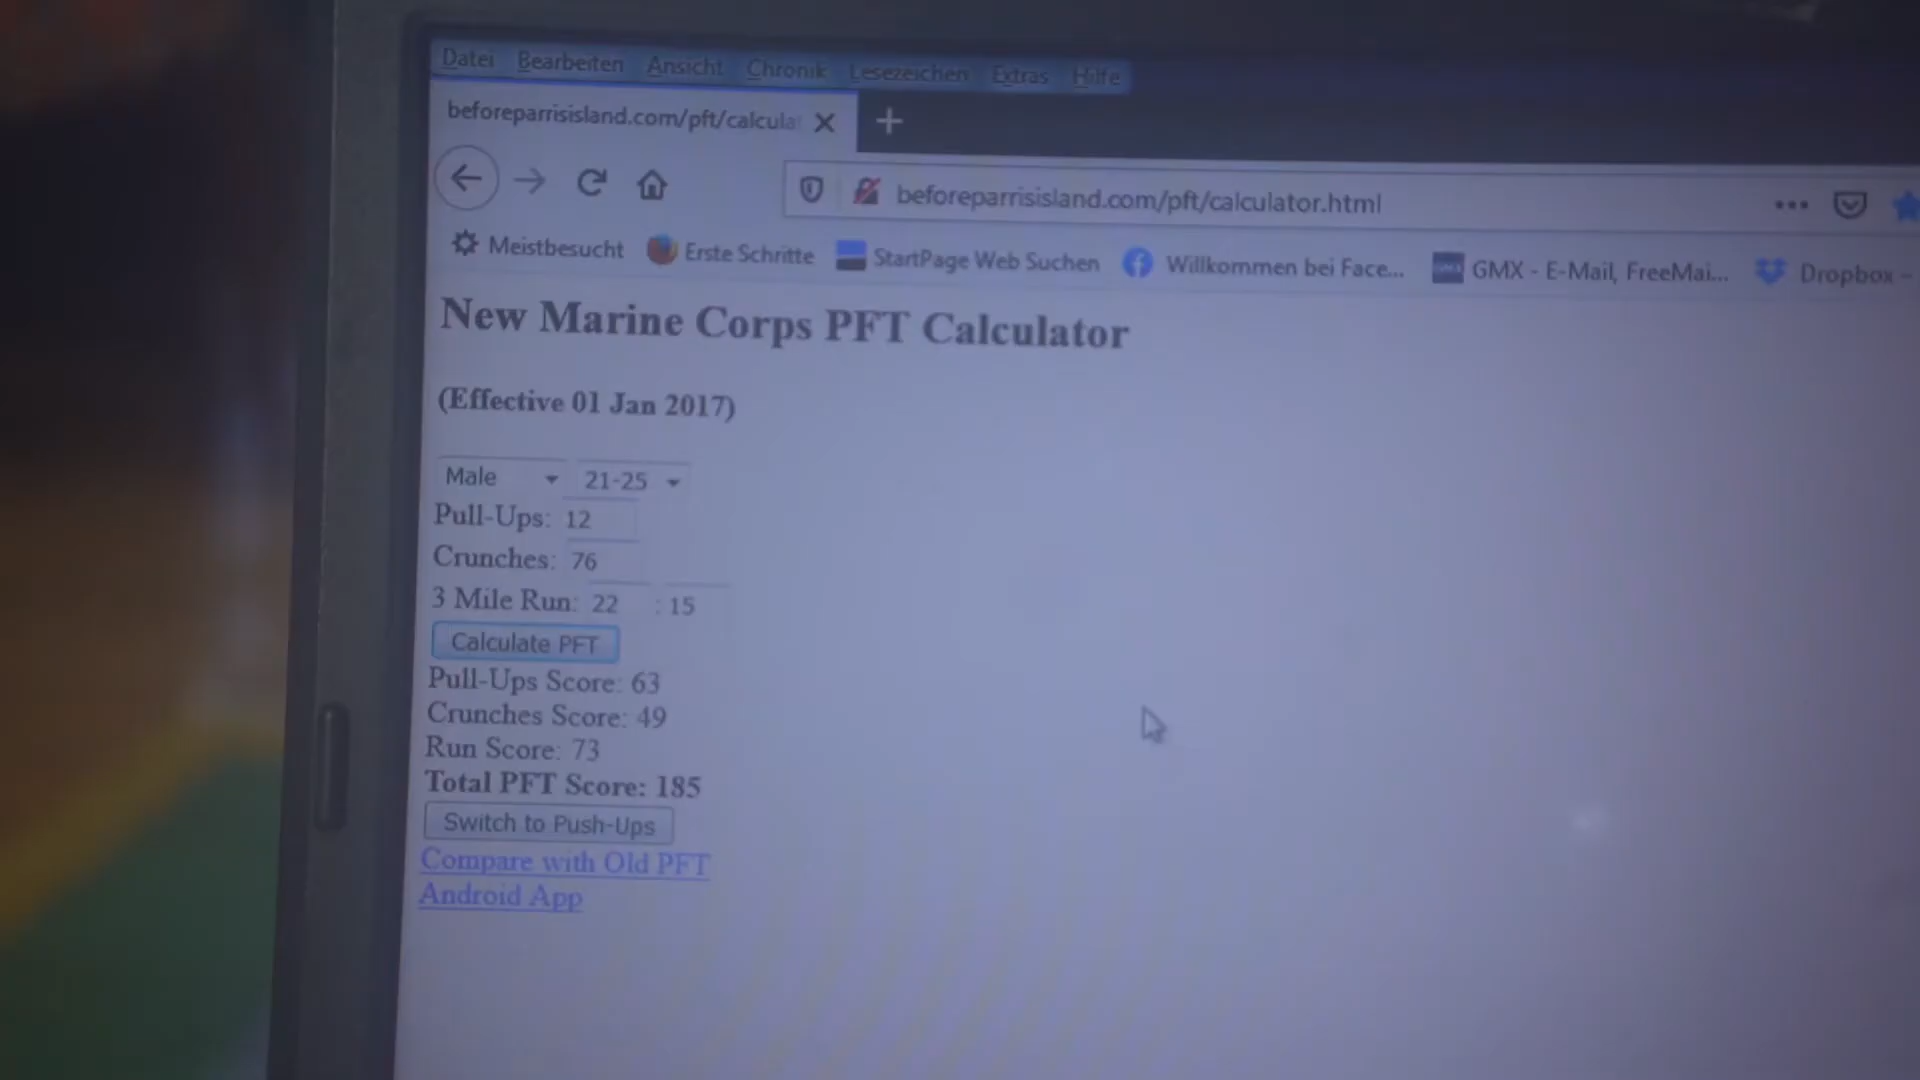 Datei Bearbeiten Ansicht Chronik Lesezeichen Extras Hilfe
beforeparrisisland.com/pft/calculat
beforeparrisisland.com/pft/calculator.html
Meistbesucht Erste Schritte StartPage Web Suchen Willkommen bei Face... GMX - E-Mail, FreeMai... Dropbox -
New Marine Corps PFT Calculator
(Effective 01 Jan 2017)
Male 21-25
Pull-Ups: 12
Crunches: 76
3 Mile Run: 22 : 15
Calculate PFT
Pull-Ups Score: 63
Crunches Score: 49
Run Score: 73
Total PFT Score: 185
Switch to Push-Ups
Compare with Old PFT
Android App